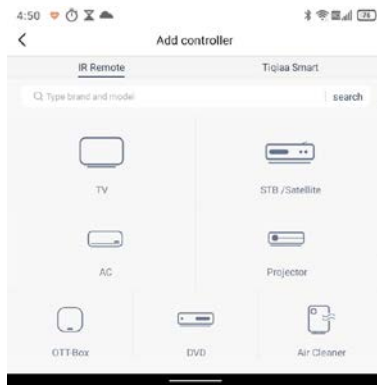 4:50
76
Add controller
IR Remote
Tiqiaa Smart
Type brand and model
search
TV
STB /Satellite
AC
Projector
OTT-Box
DVD
Air Cleaner